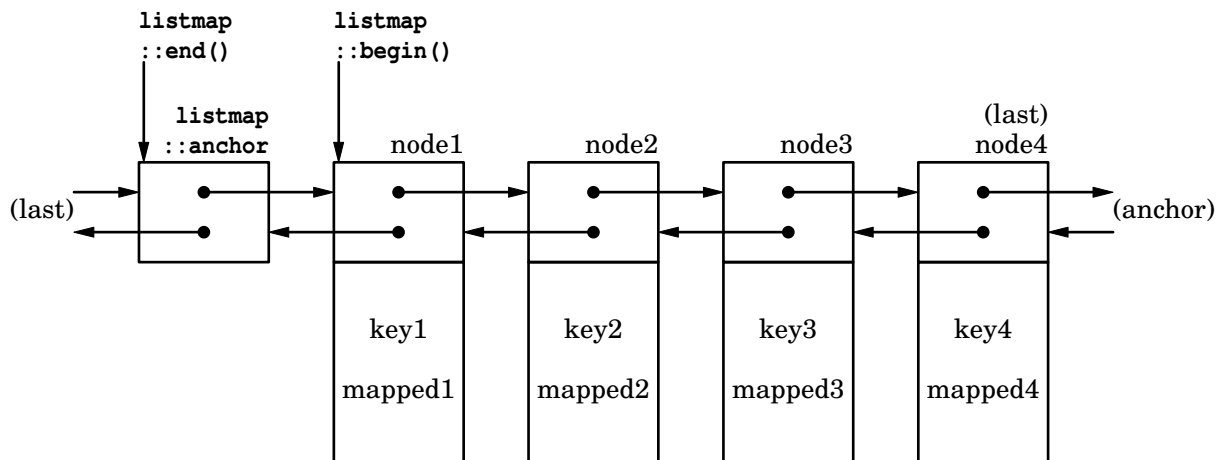 listmap
::end()
listmap
::begin()
listmap
::anchor
node1
node2
node3
(last)
node4
(last)
(anchor)
key1
key2
key3
key4
mapped1
mapped2
mapped3
mapped4